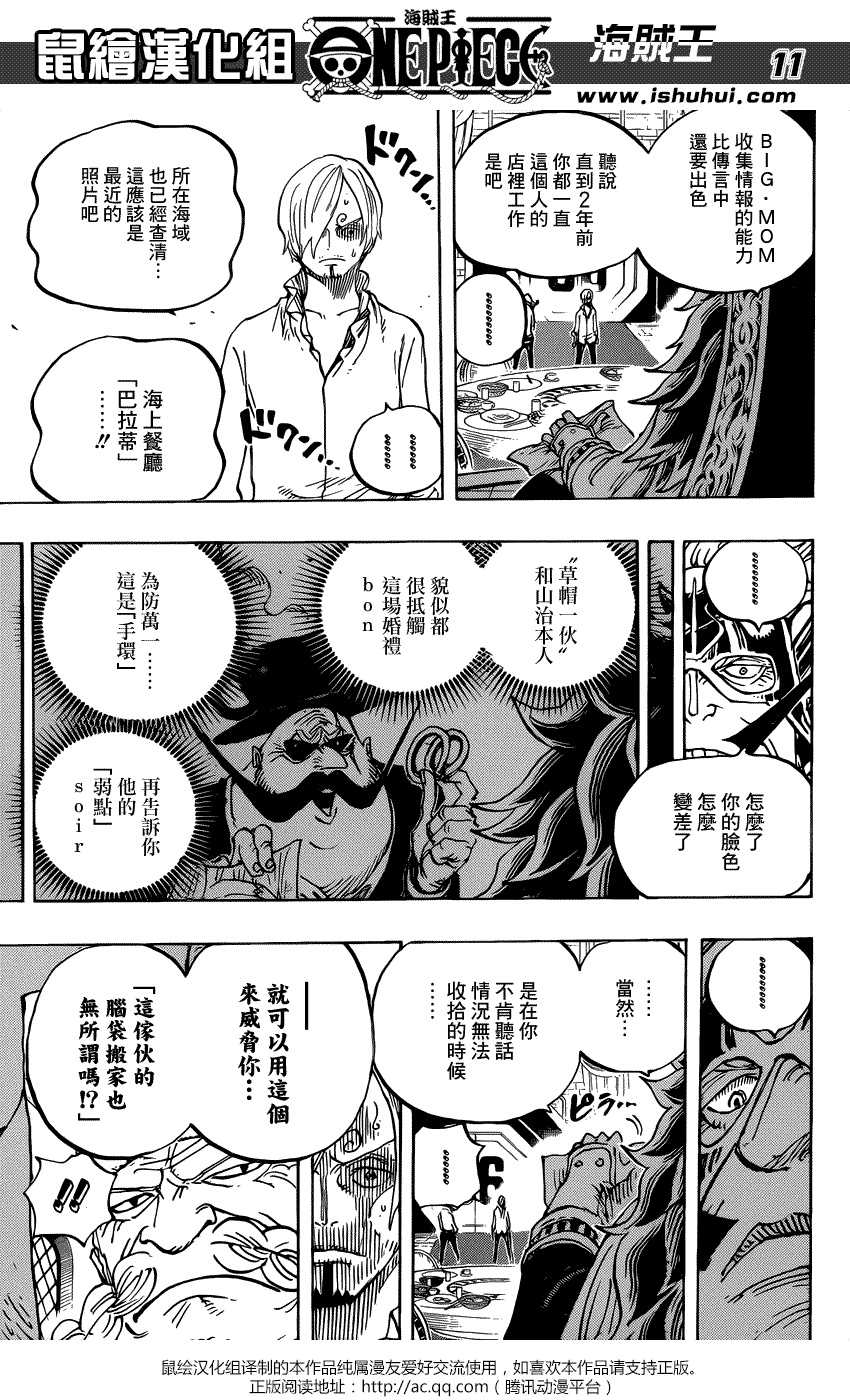 鼠繪漢化組
海賊王
ONE PIECE
海賊王
11
www.ishuhui.com
BIG·MOM
收集情報的能力
比傳言中
還要出色
聽說
直到2年前
你都一直
這個人的
店裡工作
是吧
………
ドクン…
所在海域
也已經查清…
這應該是
最近的
照片吧
………
ドクン…
海上餐廳
「巴拉蒂」
……!!
………
怎麼了
你的臉色
怎麼
變差了
〝草帽一伙〞
和山治本人
貌似都
很抵觸
這場婚禮
bon
為防萬一……
這是「手環」
再告訴你
他的
「弱點」
soir
………
……
當然…
是在你
不肯聽話
情況無法
收拾的時候
……
ピラ…
………
——
就可以用這個
來威脅你…
「這傢伙的
腦袋搬家也
無所謂嗎!?」
!!
鼠绘汉化组译制的本作品纯属漫友爱好交流使用，如喜欢本作品请支持正版。
正版阅读地址：http://ac.qq.com（腾讯动漫平台）